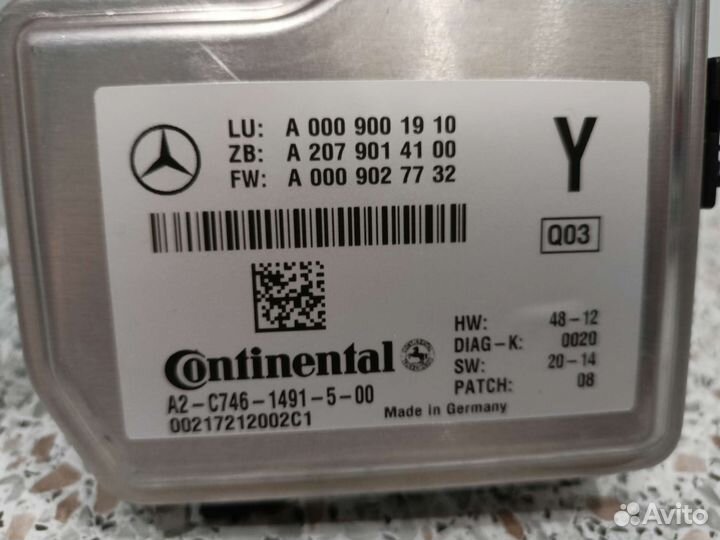 LU: A 000 900 19 10
ZB: A 207 901 41 00
FW: A 000 902 77 32
Y
Q03
Continental
HW: 48-12
DIAG-K: 0020
SW: 20-14
PATCH: 08
A2-C746-1491-5-00
00217212002C1
Made in Germany
Avito